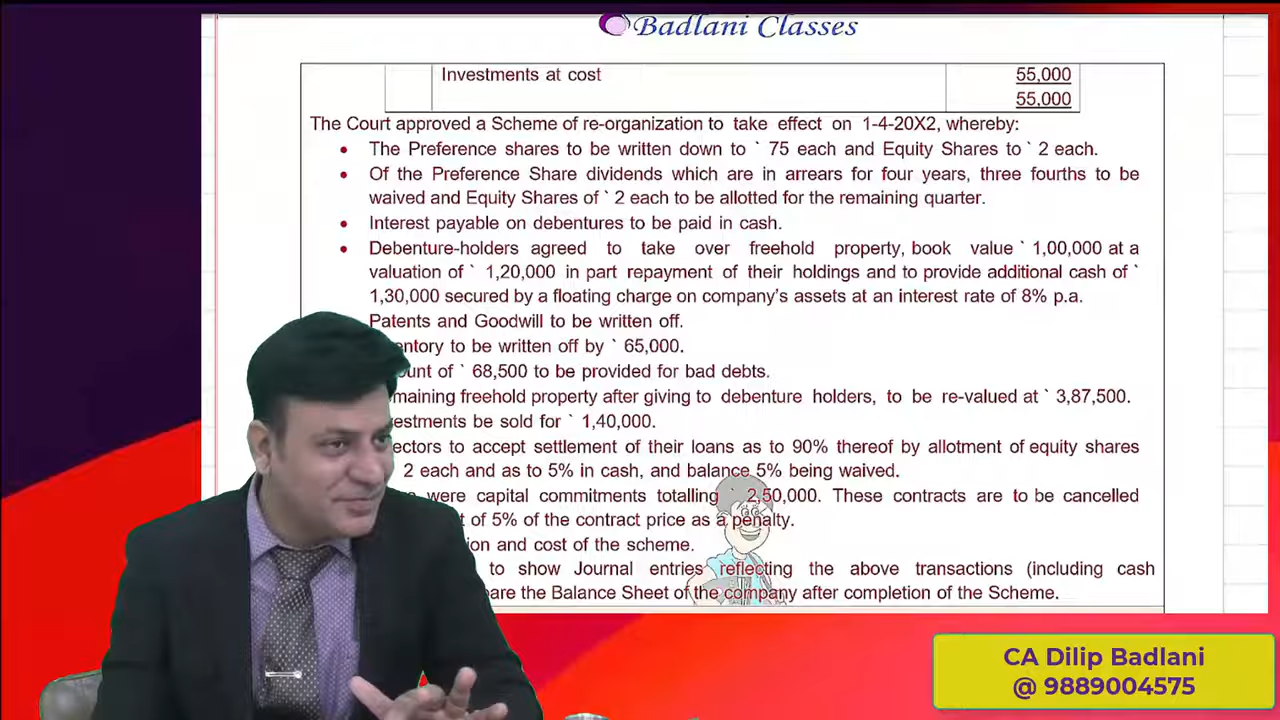 Badlani Classes
Investments at cost 55,000
55,000
The Court approved a Scheme of re-organization to take effect on 1-4-20X2, whereby:
• The Preference shares to be written down to ` 75 each and Equity Shares to ` 2 each.
• Of the Preference Share dividends which are in arrears for four years, three fourths to be
waived and Equity Shares of ` 2 each to be allotted for the remaining quarter.
• Interest payable on debentures to be paid in cash.
• Debenture-holders agreed to take over freehold property, book value ` 1,00,000 at a
valuation of ` 1,20,000 in part repayment of their holdings and to provide additional cash of `
1,30,000 secured by a floating charge on company's assets at an interest rate of 8% p.a.
Patents and Goodwill to be written off.
entory to be written off by ` 65,000.
ount of ` 68,500 to be provided for bad debts.
maining freehold property after giving to debenture holders, to be re-valued at ` 3,87,500.
estments be sold for ` 1,40,000.
ectors to accept settlement of their loans as to 90% thereof by allotment of equity shares
2 each and as to 5% in cash, and balance 5% being waived.
were capital commitments totalling ` 2,50,000. These contracts are to be cancelled
t of 5% of the contract price as a penalty.
ion and cost of the scheme.
to show Journal entries reflecting the above transactions (including cash
pare the Balance Sheet of the company after completion of the Scheme.
CA Dilip Badlani
@ 9889004575